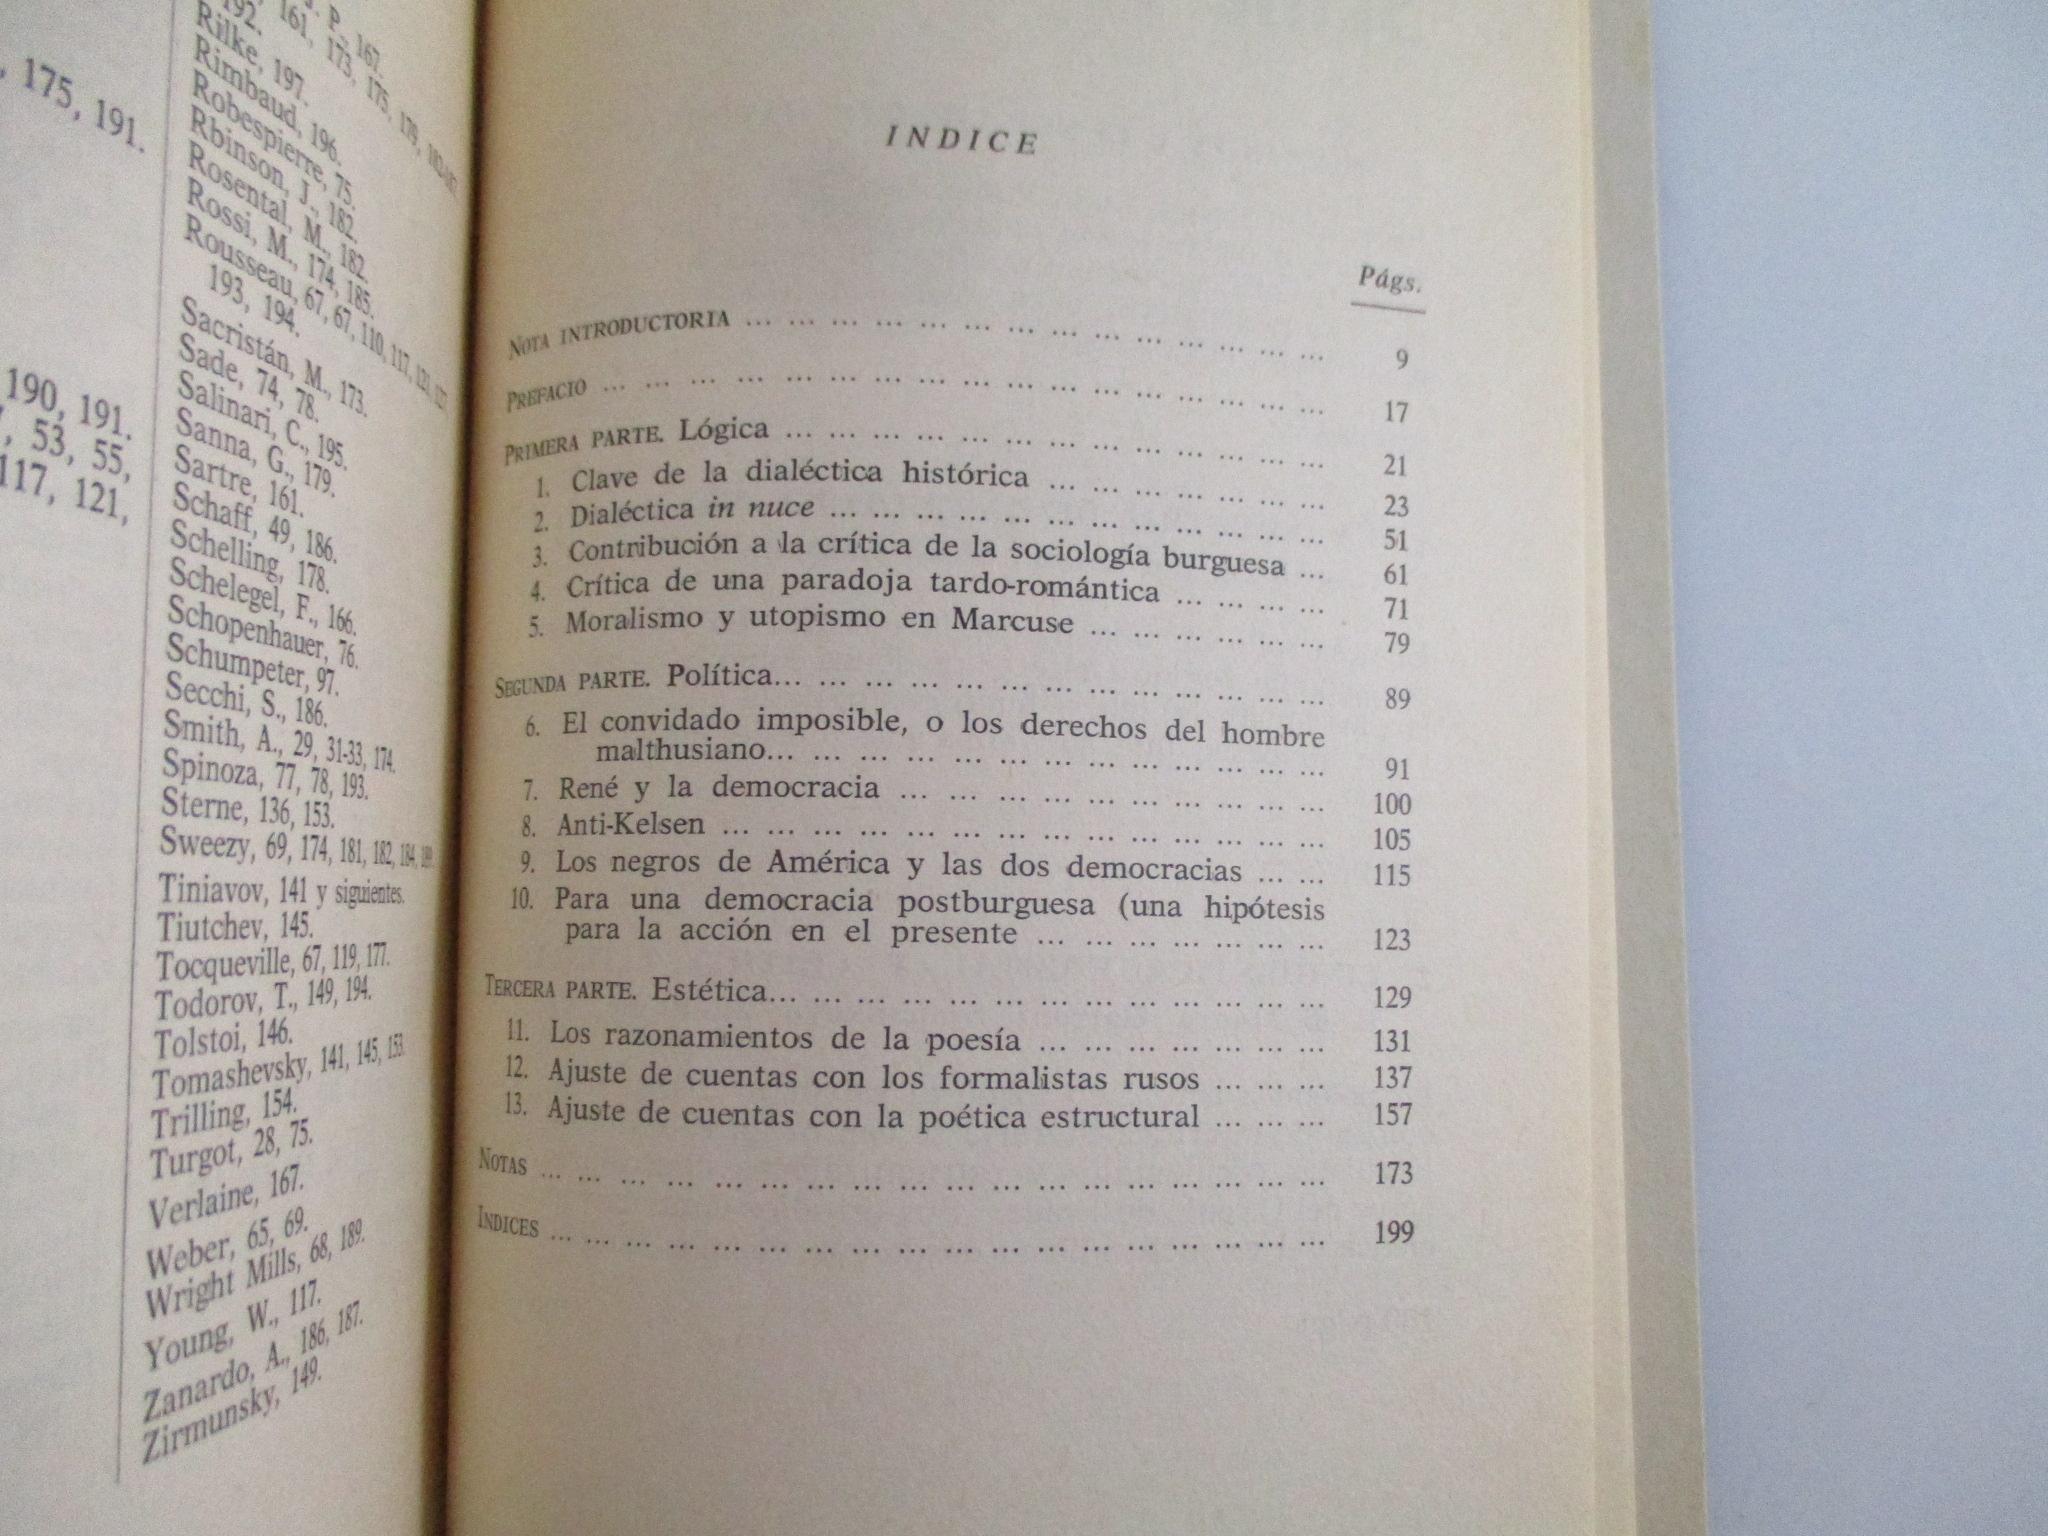 175, 191.
190, 191.
53, 55,
117, 121,
P., 167.
192.
161, 173, 175, 179,
Rilke, 197.
Rimbaud, 196.
Robespierre, 75.
Rbinson, J., 182.
Rosental, M., 182.
Rossi, M., 174, 185.
Rousseau, 67, 67, 110, 117, 121, 127
193, 194.
Sacristán, M., 173.
Sade, 74, 78.
Salinari, C., 195.
Sanna, G., 179.
Sartre, 161.
Schaff, 49, 186.
Schelling, 178.
Schelegel, F., 166.
Schopenhauer, 76.
Schumpeter, 97.
Secchi, S., 186.
Smith, A., 29, 31-33, 174.
Spinoza, 77, 78, 193.
Sterne, 136, 153.
Sweezy, 69, 174, 181, 182, 184, 189.
Tiniavov, 141 y siguientes.
Tiutchev, 145.
Tocqueville, 67, 119, 177.
Todorov, T., 149, 194.
Tolstoi, 146.
Tomashevsky, 141, 145, 153.
Trilling, 154.
Turgot, 28, 75.
Verlaine, 167.
Weber, 65, 69.
Wright Mills, 68, 189.
Young, W., 117.
Zanardo, A., 186, 187.
Zirmunsky, 149.
INDICE
Págs.
NOTA INTRODUCTORIA ... ... ... ... ... ... ... ... ... ... ... ... ... ... 9
PREFACIO ... ... ... ... ... ... ... ... ... ... ... ... ... ... ... ... ... 17
PRIMERA PARTE. Lógica ... ... ... ... ... ... ... ... ... ... ... ... ... 21
1. Clave de la dialéctica histórica ... ... ... ... ... ... ... 23
2. Dialéctica in nuce ... ... ... ... ... ... ... ... ... ... ... ... 51
3. Contribución a la crítica de la sociología burguesa ... 61
4. Crítica de una paradoja tardo-romántica ... ... ... ... 71
5. Moralismo y utopismo en Marcuse ... ... ... ... ... ... 79
SEGUNDA PARTE. Política... ... ... ... ... ... ... ... ... ... ... ... ... 89
6. El convidado imposible, o los derechos del hombre
malthusiano... ... ... ... ... ... ... ... ... ... ... ... ... 91
7. René y la democracia ... ... ... ... ... ... ... ... ... ... 100
8. Anti-Kelsen ... ... ... ... ... ... ... ... ... ... ... ... ... ... 105
9. Los negros de América y las dos democracias ... ... 115
10. Para una democracia postburguesa (una hipótesis
para la acción en el presente ... ... ... ... ... ... ... 123
TERCERA PARTE. Estética... ... ... ... ... ... ... ... ... ... ... ... ... 129
11. Los razonamientos de la poesía ... ... ... ... ... ... ... 131
12. Ajuste de cuentas con los formalistas rusos ... ... ... 137
13. Ajuste de cuentas con la poética estructural ... ... ... 157
NOTAS ... ... ... ... ... ... ... ... ... ... ... ... ... ... ... ... ... ... 173
INDICES ... ... ... ... ... ... ... ... ... ... ... ... ... ... ... ... ... ... 199